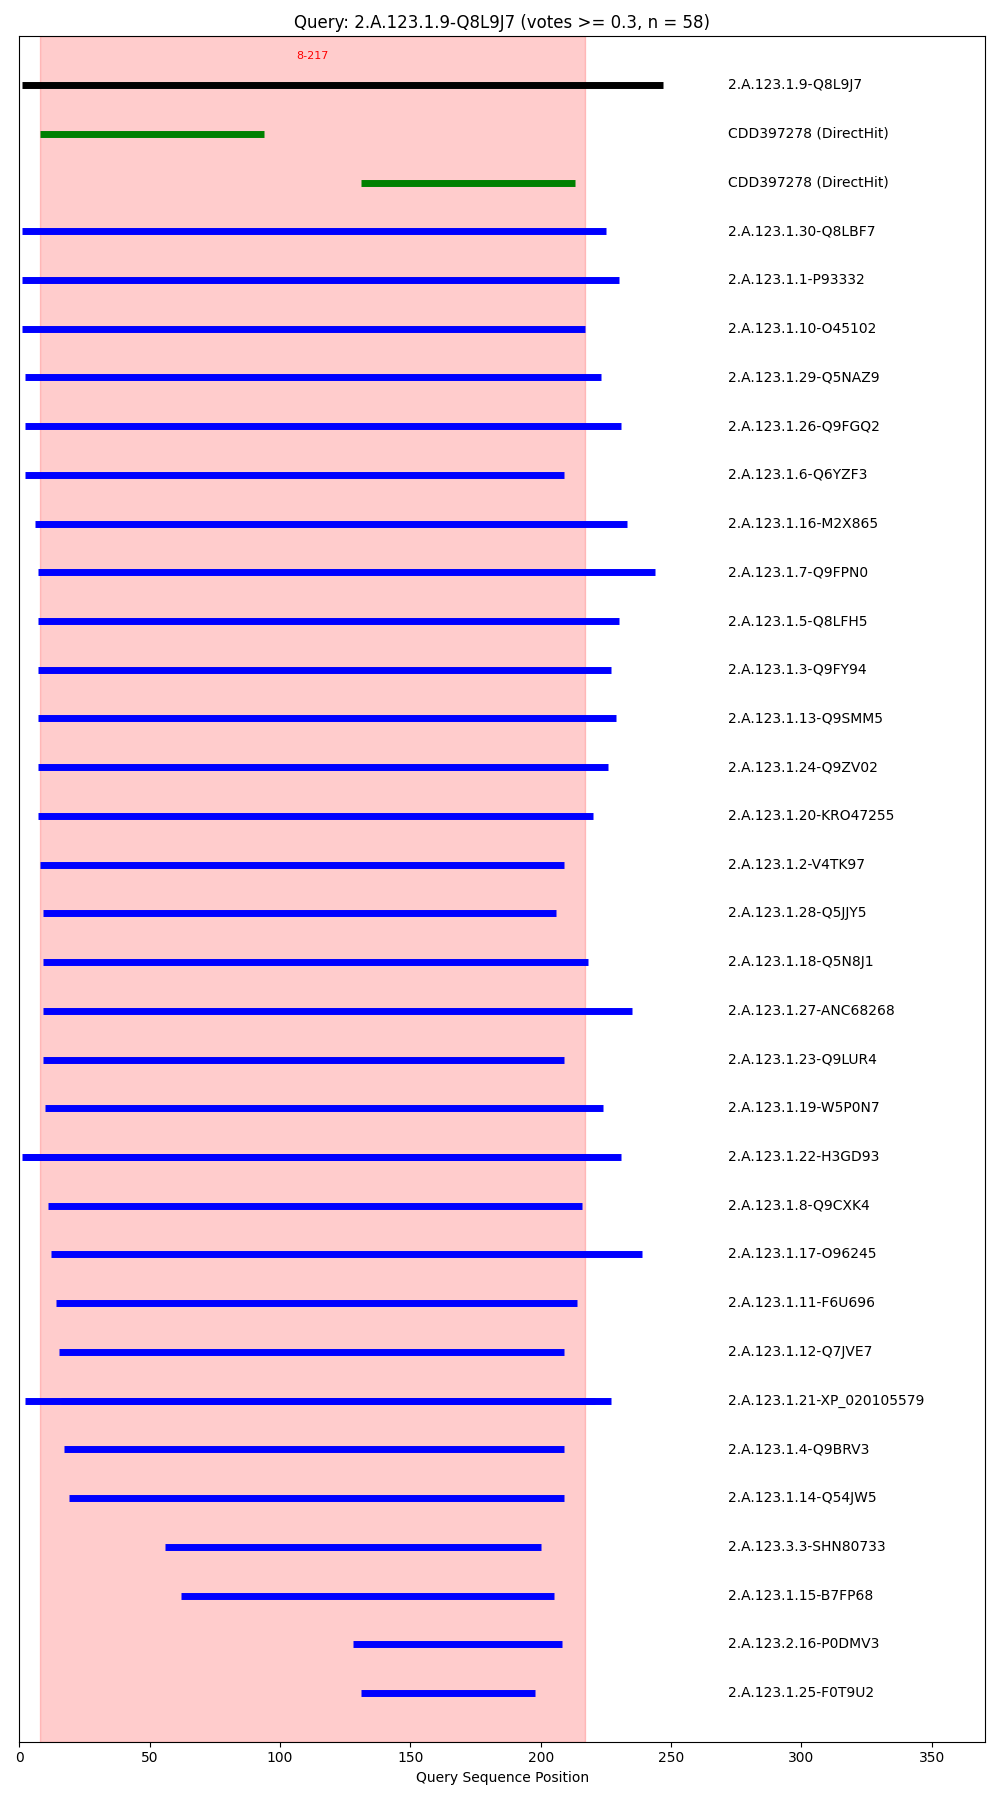 Query: 2.A.123.1.9-Q8L9J7 (votes >= 0.3, n = 58)
8-217
2.A.123.1.9-Q8L9J7
CDD397278 (DirectHit)
CDD397278 (DirectHit)
2.A.123.1.30-Q8LBF7
2.A.123.1.1-P93332
2.A.123.1.10-O45102
2.A.123.1.29-Q5NAZ9
2.A.123.1.26-Q9FGQ2
2.A.123.1.6-Q6YZF3
2.A.123.1.16-M2X865
2.A.123.1.7-Q9FPN0
2.A.123.1.5-Q8LFH5
2.A.123.1.3-Q9FY94
2.A.123.1.13-Q9SMM5
2.A.123.1.24-Q9ZV02
2.A.123.1.20-KRO47255
2.A.123.1.2-V4TK97
2.A.123.1.28-Q5JJY5
2.A.123.1.18-Q5N8J1
2.A.123.1.27-ANC68268
2.A.123.1.23-Q9LUR4
2.A.123.1.19-W5P0N7
2.A.123.1.22-H3GD93
2.A.123.1.8-Q9CXK4
2.A.123.1.17-O96245
2.A.123.1.11-F6U696
2.A.123.1.12-Q7JVE7
2.A.123.1.21-XP_020105579
2.A.123.1.4-Q9BRV3
2.A.123.1.14-Q54JW5
2.A.123.3.3-SHN80733
2.A.123.1.15-B7FP68
2.A.123.2.16-P0DMV3
2.A.123.1.25-F0T9U2
0 50 100 150 200 250 300 350
Query Sequence Position